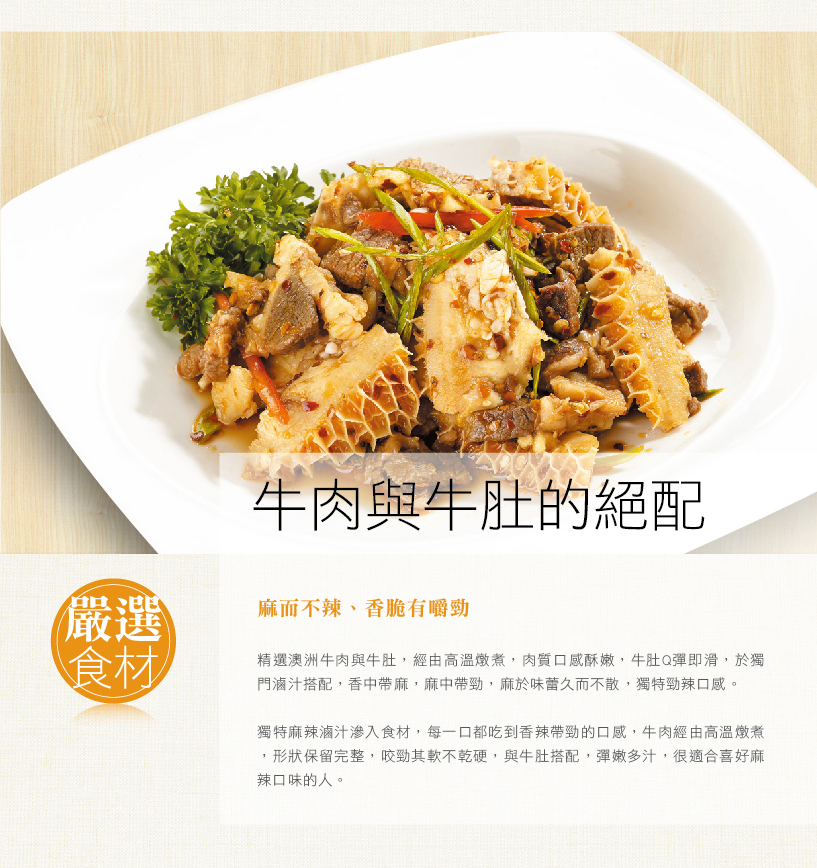 牛肉與牛肚的絕配
嚴選
食材
麻而不辣、香脆有嚼勁
精選澳洲牛肉與牛肚，經由高溫燉煮，肉質口感酥嫩，牛肚Q彈即滑，於獨
門滷汁搭配，香中帶麻，麻中帶勁，麻於味蕾久而不散，獨特勁辣口感。
獨特麻辣滷汁滲入食材，每一口都吃到香辣帶勁的口感，牛肉經由高溫燉煮
，形狀保留完整，咬勁其軟不乾硬，與牛肚搭配，彈嫩多汁，很適合喜好麻
辣口味的人。